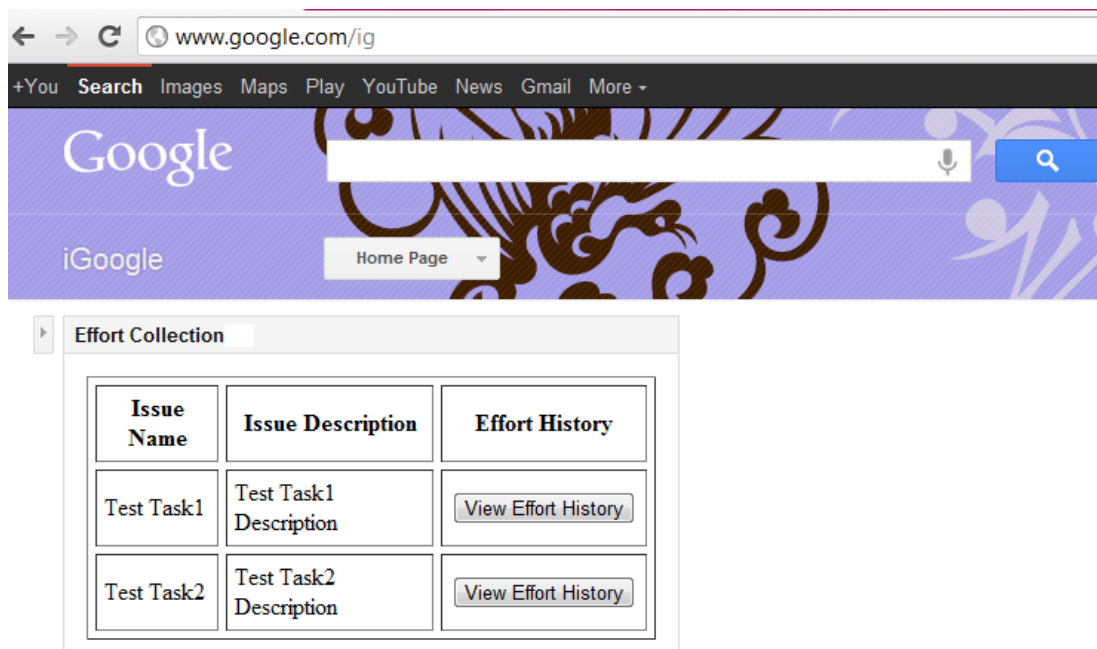 www.google.com/ig
+You Search Images Maps Play YouTube News Gmail More
Google
iGoogle
Home Page
Effort Collection
Issue Name
Issue Description
Effort History
Test Task1
Test Task1
Description
View Effort History
Test Task2
Test Task2
Description
View Effort History